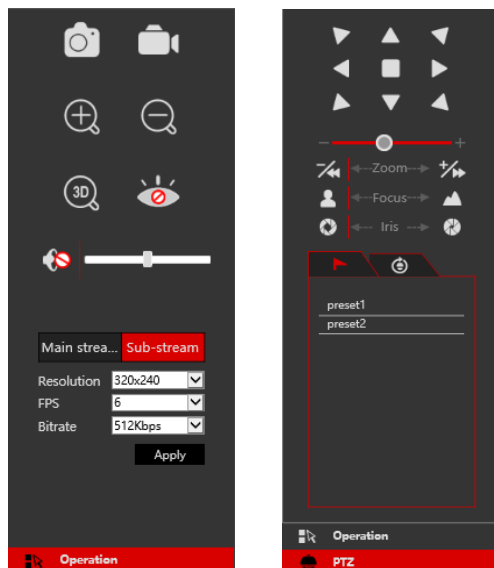 3D
Main strea... Sub-stream
Resolution 320x240
FPS 6
Bitrate 512Kbps
Apply
Operation
− +
Zoom
Focus
Iris
preset1
preset2
Operation
PTZ